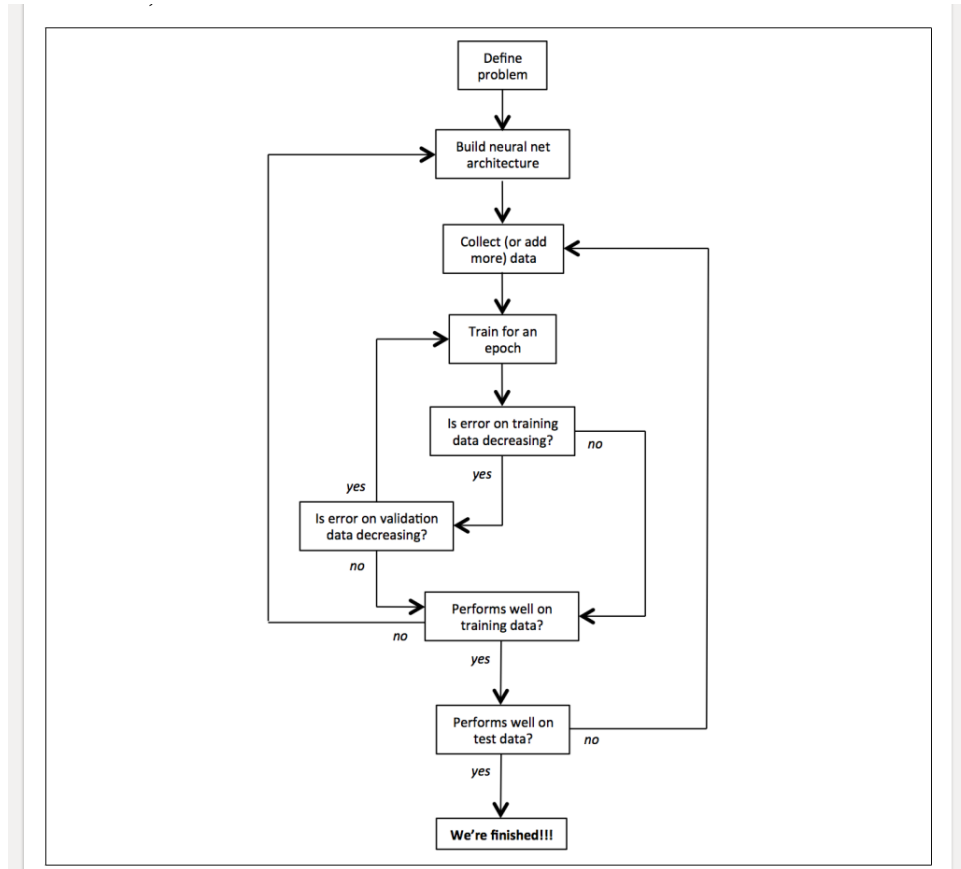 Define
problem
Build neural net
architecture
Collect (or add
more) data
Train for an
epoch
Is error on training
data decreasing?
no
yes
yes
Is error on validation
data decreasing?
no
Performs well on
training data?
no
yes
Performs well on
test data?
no
yes
We're finished!!!